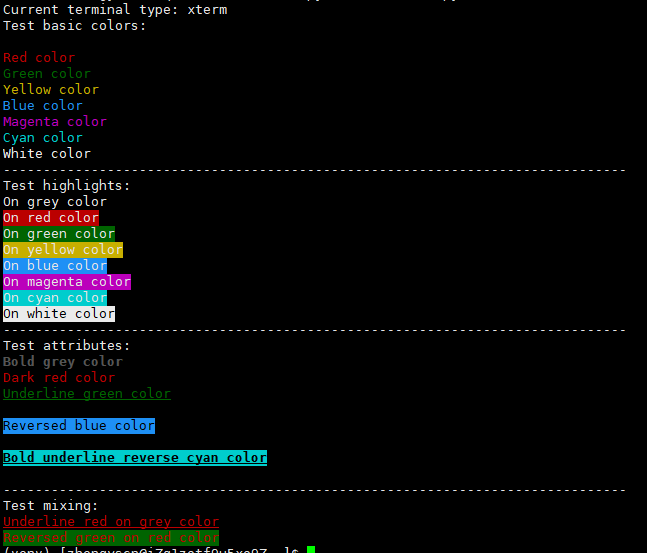 Current terminal type: xterm
Test basic colors:
Red color
Green color
Yellow color
Blue color
Magenta color
Cyan color
White color
------------------------------------------------------------------------------
Test highlights:
On grey color
On red color
On green color
On yellow color
On blue color
On magenta color
On cyan color
On white color
------------------------------------------------------------------------------
Test attributes:
Bold grey color
Dark red color
Underline green color
Reversed blue color
Bold underline reverse cyan color
------------------------------------------------------------------------------
Test mixing:
Underline red on grey color
Reversed green on red color